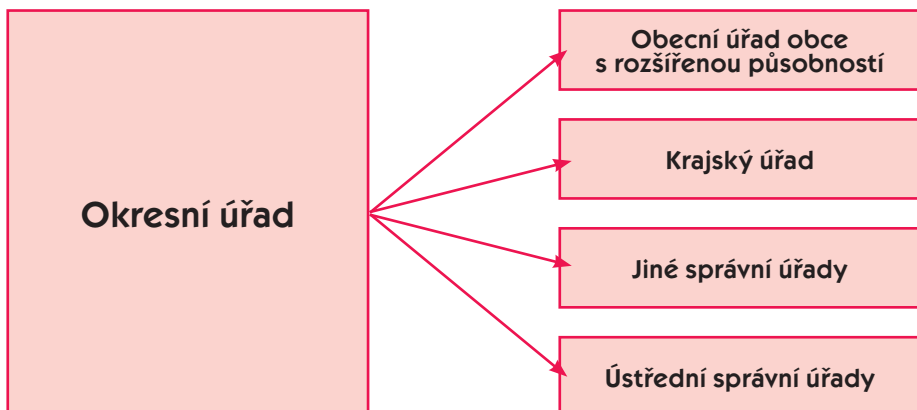 Okresní úřad
Obecní úřad obce
s rozšířenou působností
Krajský úřad
Jiné správní úřady
Ústřední správní úřady